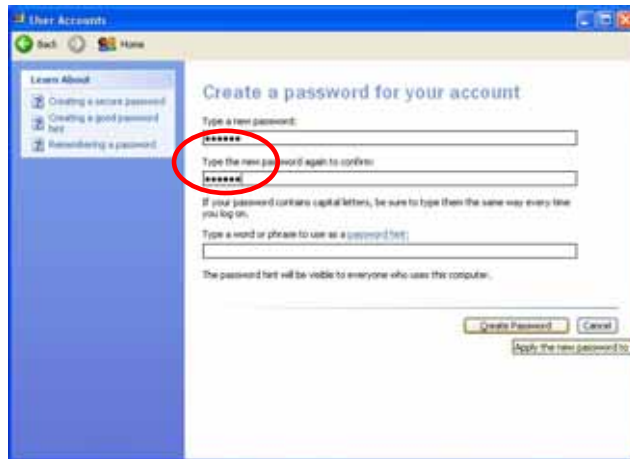 User Accounts
Back Home
Learn About
Creating a secure password
Creating a good password
hint
Remembering a password
Create a password for your account
Type a new password:
••••••
Type the new password again to confirm:
••••••
If your password contains capital letters, be sure to type them the same way every time
you log on.
Type a word or phrase to use as a password hint:
The password hint will be visible to everyone who uses this computer.
Create Password Cancel
Apply the new password to